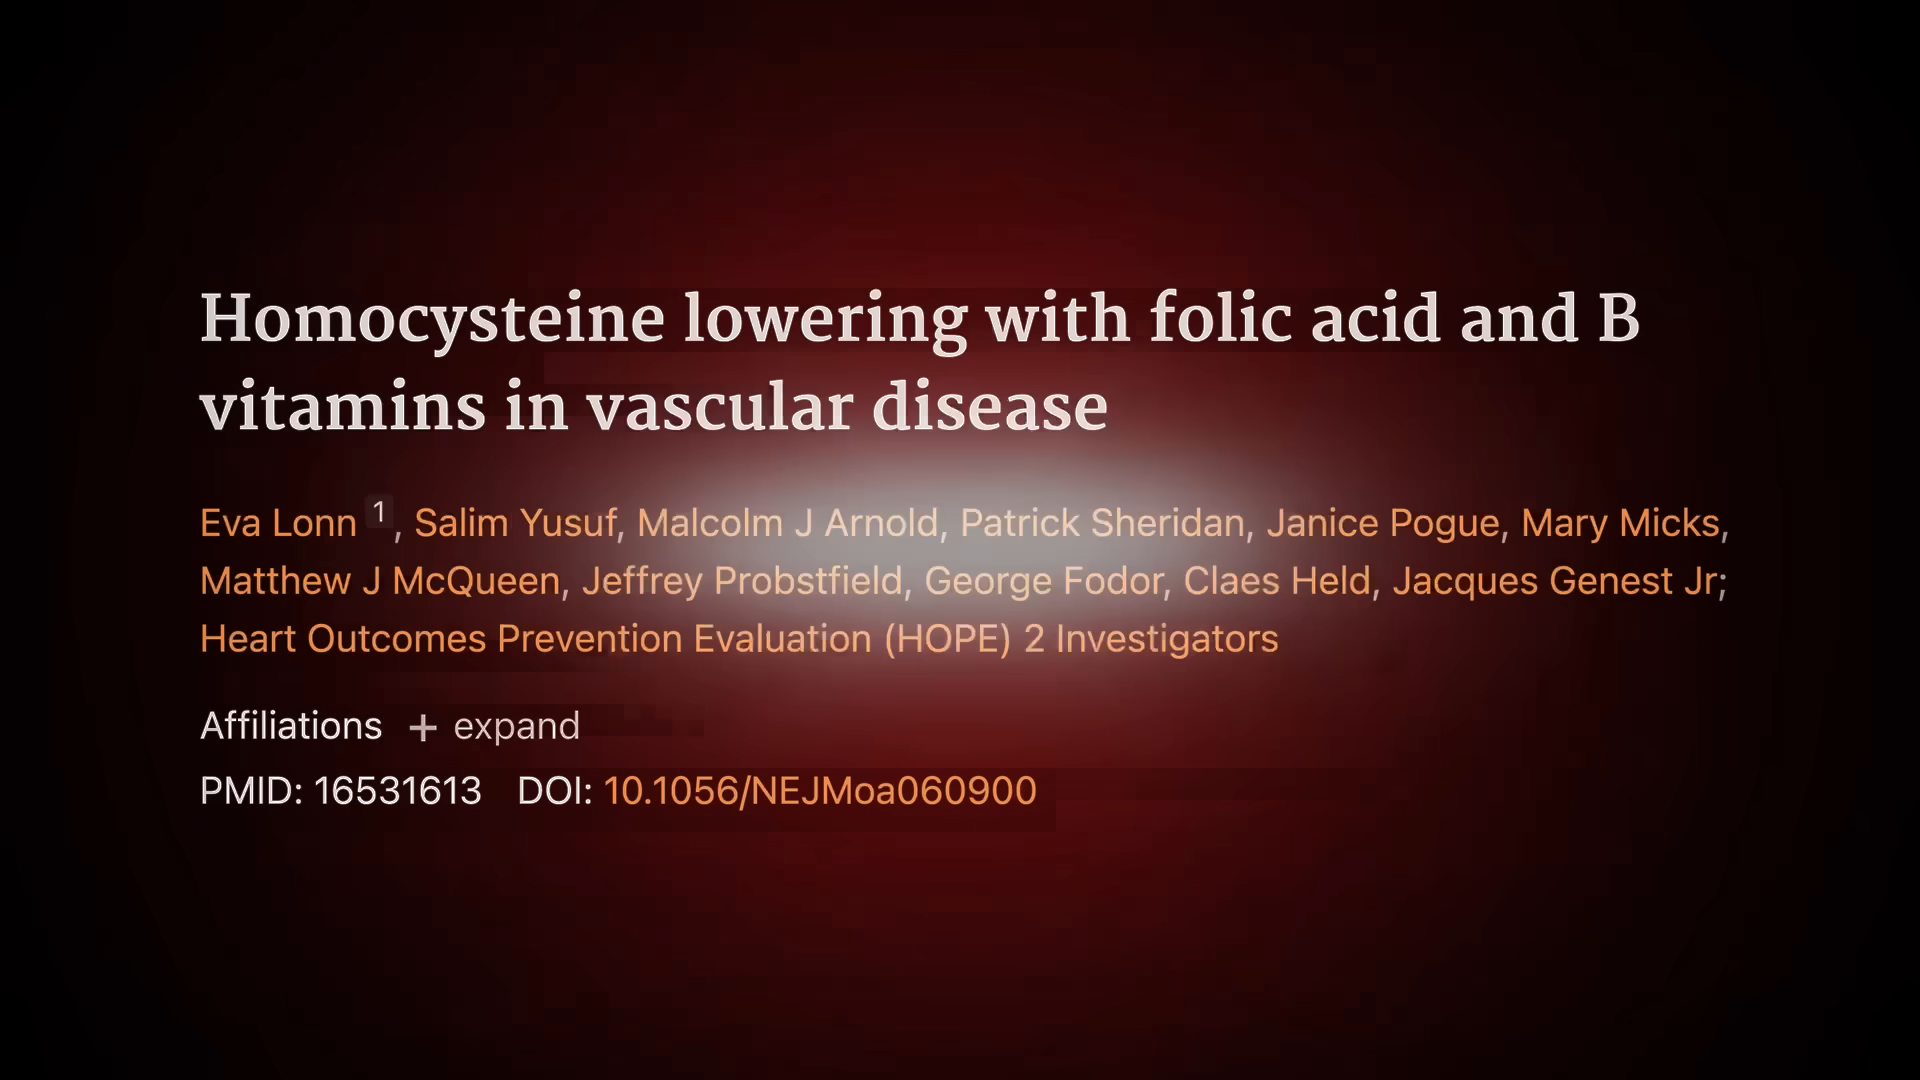 Homocysteine lowering with folic acid and B
vitamins in vascular disease
Eva Lonn 1, Salim Yusuf, Malcolm J Arnold, Patrick Sheridan, Janice Pogue, Mary Micks,
Matthew J McQueen, Jeffrey Probstfield, George Fodor, Claes Held, Jacques Genest Jr;
Heart Outcomes Prevention Evaluation (HOPE) 2 Investigators
Affiliations + expand
PMID: 16531613 DOI: 10.1056/NEJMoa060900